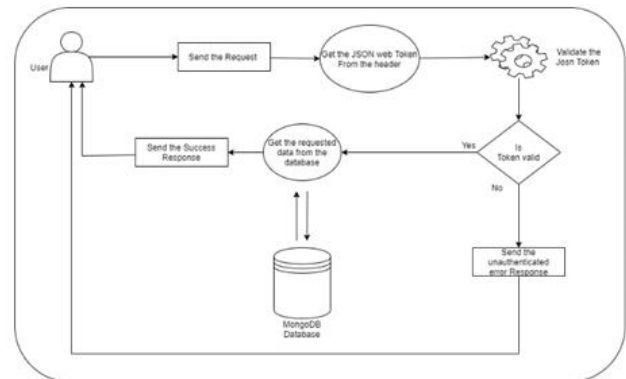 User
Send the Request
Get the JSON web Token
From the header
Validate the
Josn Token
Is
Token valid
Yes
No
Get the requested
data from the
database
Send the Success
Response
Send the
unauthenticated
error Response
MongoDB
Database